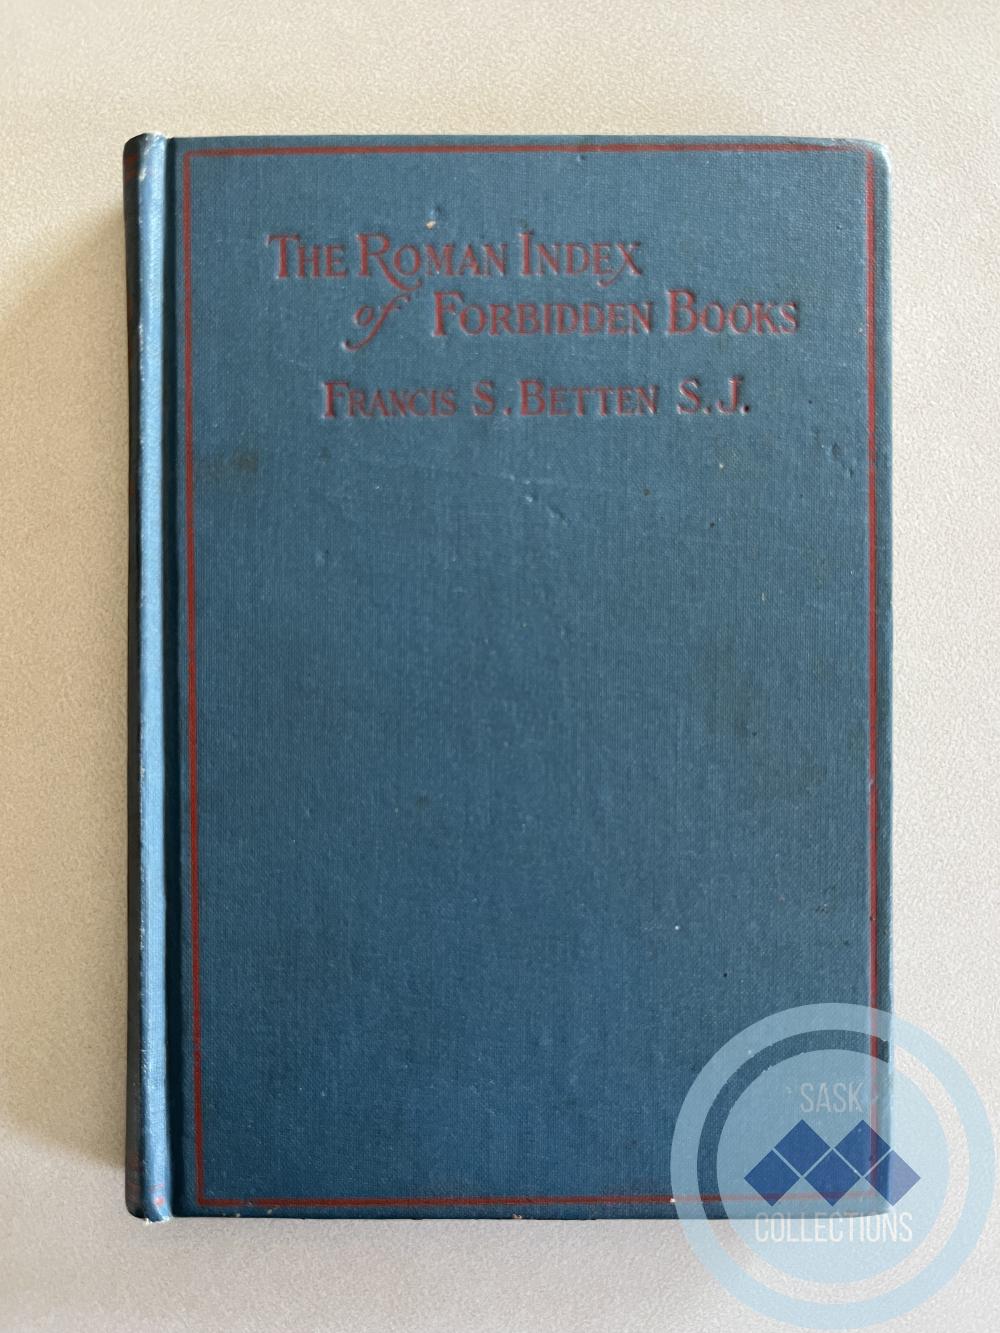 The Roman Index
of Forbidden Books
Francis S. Betten S.J.
SASK
COLLECTIONS